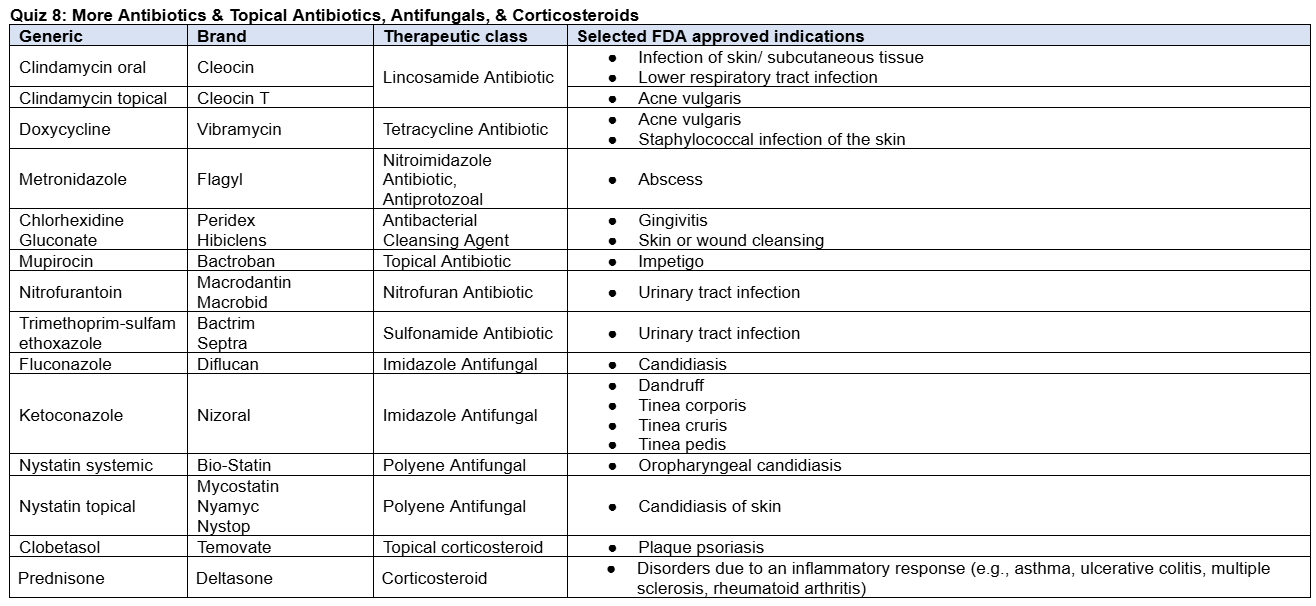 Quiz 8: More Antibiotics & Topical Antibiotics, Antifungals, & Corticosteroids
Generic Brand Therapeutic class Selected FDA approved indications
Clindamycin oral Cleocin Lincosamide Antibiotic
● Infection of skin/ subcutaneous tissue
● Lower respiratory tract infection
Clindamycin topical Cleocin T ● Acne vulgaris
Doxycycline Vibramycin Tetracycline Antibiotic
● Acne vulgaris
● Staphylococcal infection of the skin
Metronidazole Flagyl
Nitroimidazole
Antibiotic,
Antiprotozoal
● Abscess
Chlorhexidine
Gluconate
Peridex
Hibiclens
Antibacterial
Cleansing Agent
● Gingivitis
● Skin or wound cleansing
Mupirocin Bactroban Topical Antibiotic ● Impetigo
Nitrofurantoin
Macrodantin
Macrobid
Nitrofuran Antibiotic ● Urinary tract infection
Trimethoprim-sulfam
ethoxazole
Bactrim
Septra
Sulfonamide Antibiotic ● Urinary tract infection
Fluconazole Diflucan Imidazole Antifungal ● Candidiasis
Ketoconazole Nizoral Imidazole Antifungal
● Dandruff
● Tinea corporis
● Tinea cruris
● Tinea pedis
Nystatin systemic Bio-Statin Polyene Antifungal ● Oropharyngeal candidiasis
Nystatin topical
Mycostatin
Nyamyc
Nystop
Polyene Antifungal ● Candidiasis of skin
Clobetasol Temovate Topical corticosteroid ● Plaque psoriasis
Prednisone Deltasone Corticosteroid
● Disorders due to an inflammatory response (e.g., asthma, ulcerative colitis, multiple
sclerosis, rheumatoid arthritis)